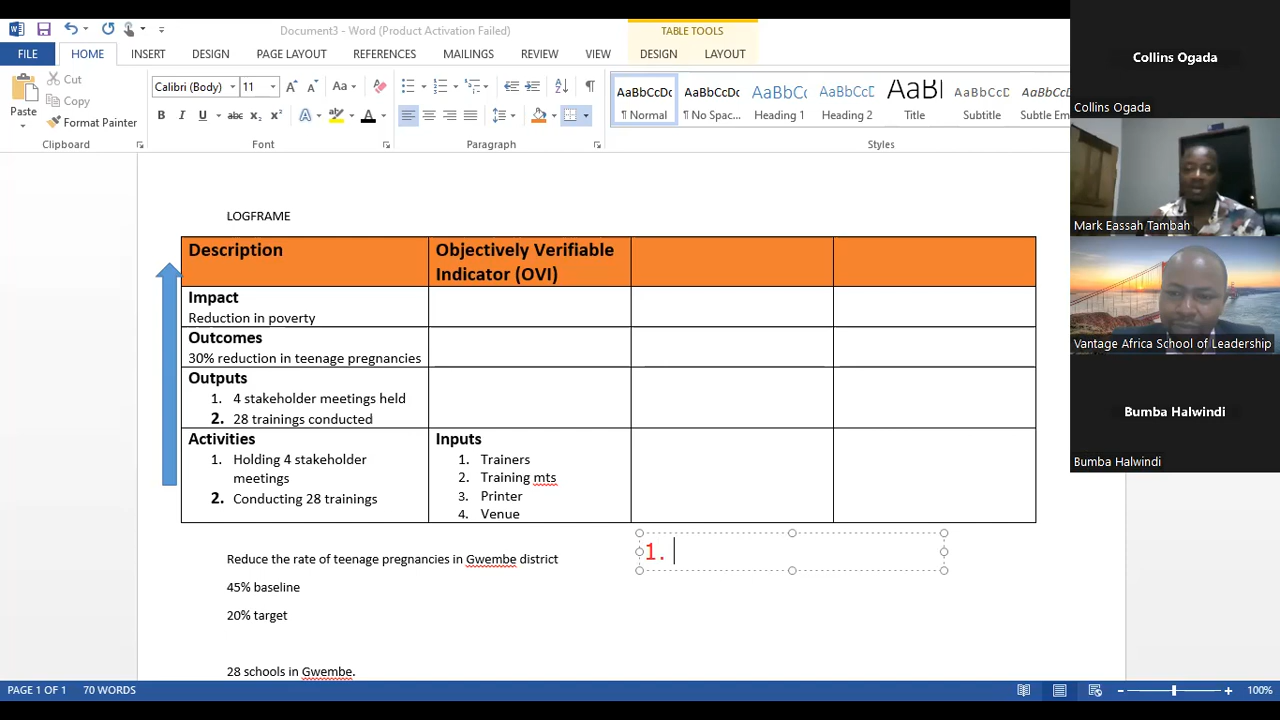 Document3 - Word (Product Activation Failed)
TABLE TOOLS
FILE HOME INSERT DESIGN PAGE LAYOUT REFERENCES MAILINGS REVIEW VIEW DESIGN LAYOUT
Paste
Cut
Copy
Format Painter
Calibri (Body) 11
Aa
B I U abc x₂ x² A A
AaBbCcDc AaBbCcDc AaBbCc AaBbCcD AaBl AaBbCcD AaBbCcD
¶ Normal ¶ No Spac... Heading 1 Heading 2 Title Subtitle Subtle Em
Clipboard Font Paragraph Styles
LOGFRAME
Description
Objectively Verifiable
Indicator (OVI)
Impact
Reduction in poverty
Outcomes
30% reduction in teenage pregnancies
Outputs
1. 4 stakeholder meetings held
2. 28 trainings conducted
Activities
1. Holding 4 stakeholder
meetings
2. Conducting 28 trainings
Inputs
1. Trainers
2. Training mts
3. Printer
4. Venue
1.
Reduce the rate of teenage pregnancies in Gwembe district
45% baseline
20% target
28 schools in Gwembe.
PAGE 1 OF 1 70 WORDS
100%
Collins Ogada
Collins Ogada
Mark Eassah Tambah
Vantage Africa School of Leadership
Bumba Halwindi
Bumba Halwindi